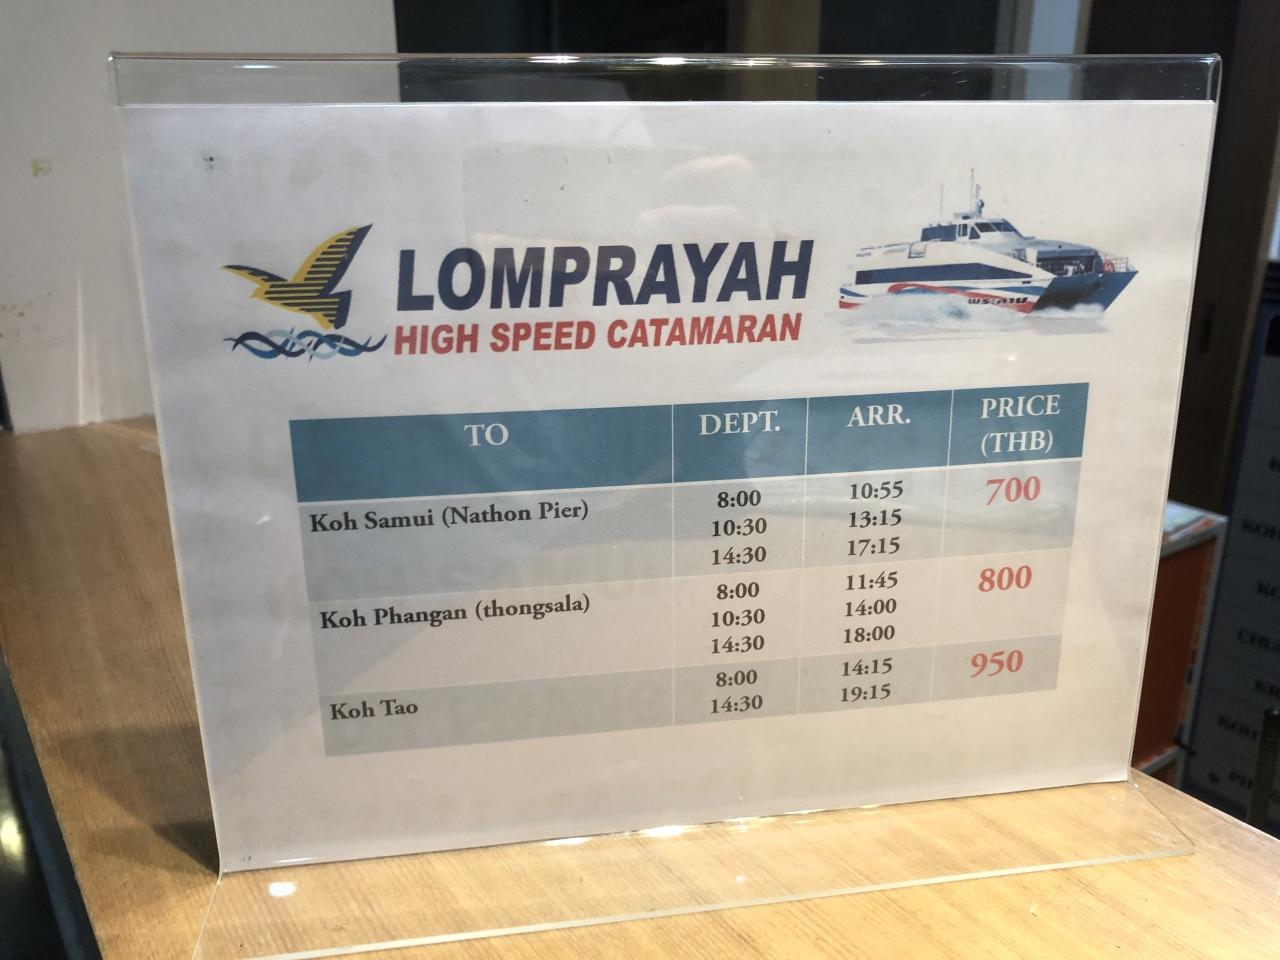 LOMPRAYAH
HIGH SPEED CATAMARAN
TO DEPT. ARR. PRICE (THB)
Koh Samui (Nathon Pier) 8:00 10:55 700
10:30 13:15
14:30 17:15
Koh Phangan (thongsala) 8:00 11:45 800
10:30 14:00
14:30 18:00
Koh Tao 8:00 14:15 950
14:30 19:15